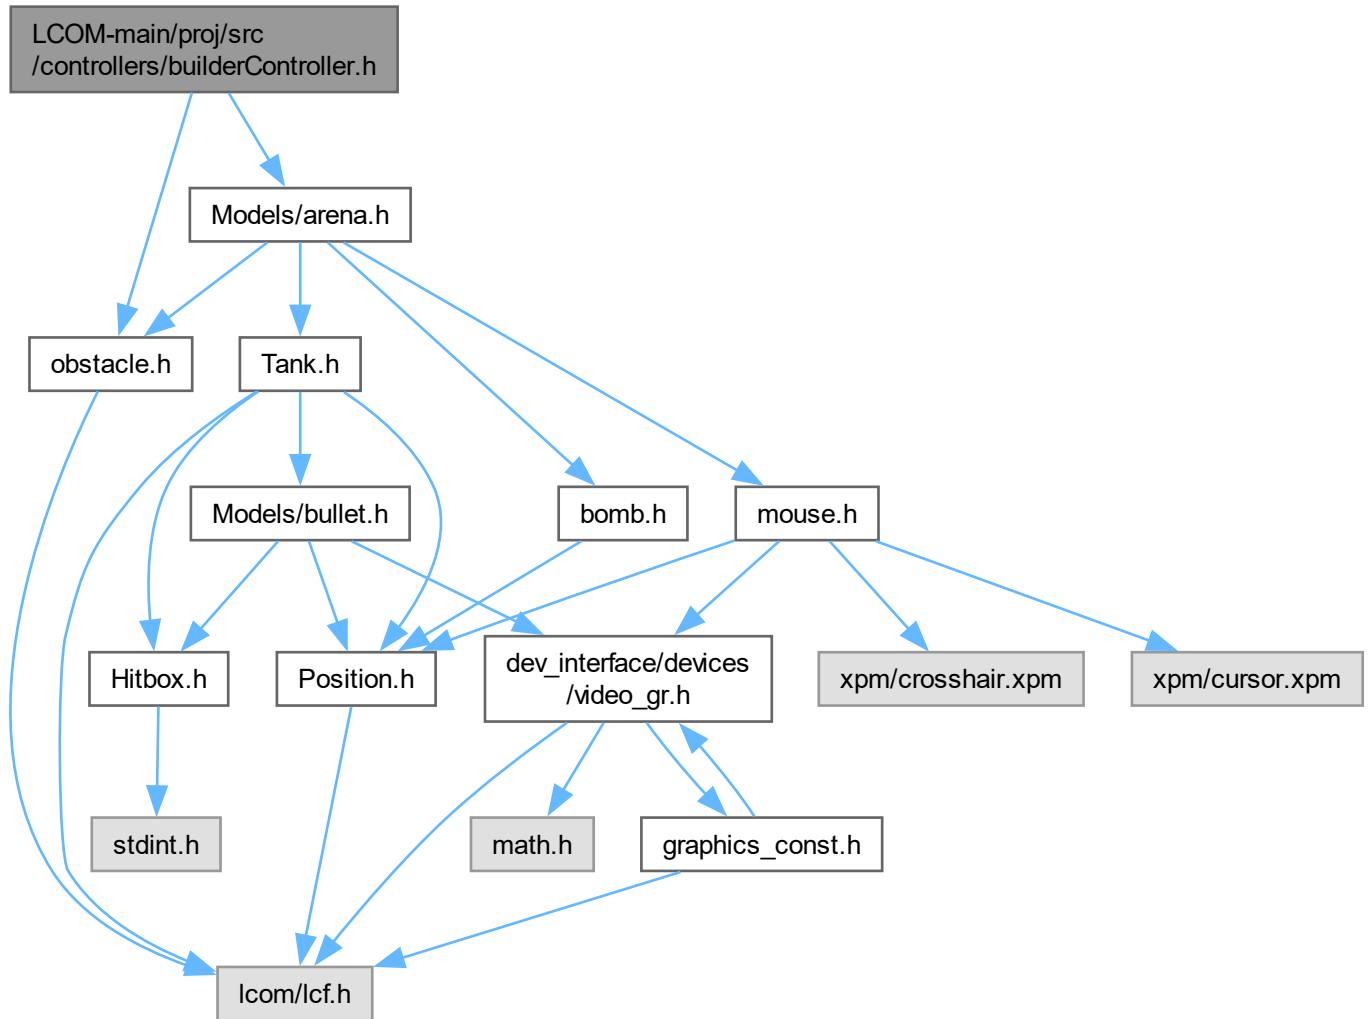 LCOM-main/proj/src
/controllers/builderController.h
Models/arena.h
obstacle.h
Tank.h
Models/bullet.h
bomb.h
mouse.h
Hitbox.h
Position.h
dev_interface/devices
/video_gr.h
xpm/crosshair.xpm
xpm/cursor.xpm
stdint.h
math.h
graphics_const.h
lcom/lcf.h